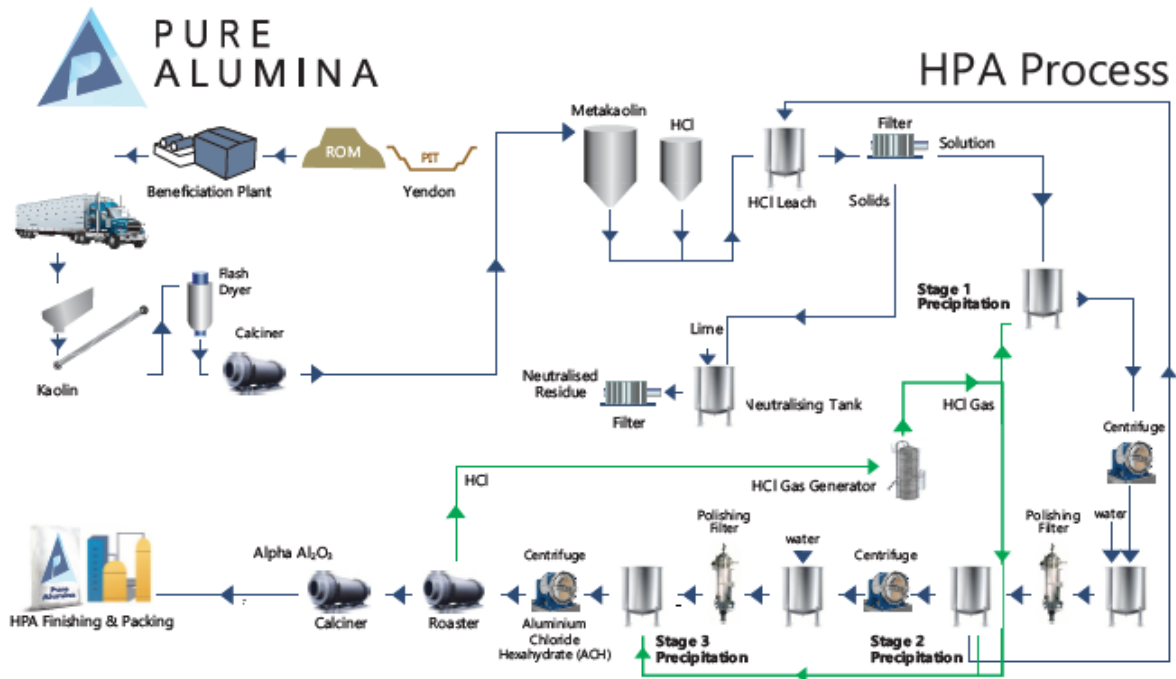 PURE
ALUMINA
HPA Process
Metakaolin
HCl
Filter
Solution
ROM
PIT
Beneficiation Plant
Yendon
HCl Leach
Solids
Flash
Dryer
Stage 1
Precipitation
Calciner
Lime
Kaolin
Neutralised
Residue
Filter
Neutralising Tank
HCl Gas
Centrifuge
HCl
HCl Gas Generator
Polishing
Filter
water
Polishing
Filter
water
Centrifuge
Centrifuge
Alpha Al₂O₃
Pure
Alumina
HPA Finishing & Packing
Calciner
Roaster
Aluminium
Chloride
Hexahydrate (ACH)
Stage 3
Precipitation
Stage 2
Precipitation